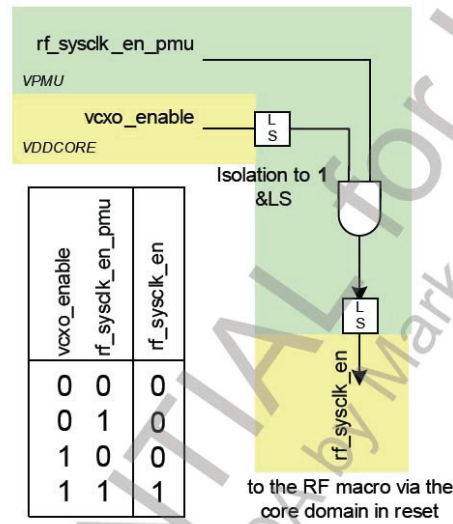 rf_sysclk_en_pmu
VPMU
vcxo_enable
VDDCORE
L
S
Isolation to 1
&LS
L
S
rf_sysclk_en
vcxo_enable rf_sysclk_en_pmu rf_sysclk_en
0 0 0
0 1 0
1 0 0
1 1 1
to the RF macro via the
core domain in reset